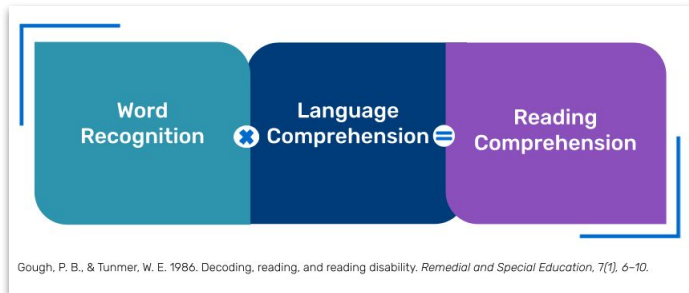 Word
Recognition
×
Language
Comprehension
=
Reading
Comprehension
Gough, P. B., & Tunmer, W. E. 1986. Decoding, reading, and reading disability. Remedial and Special Education, 7(1), 6–10.